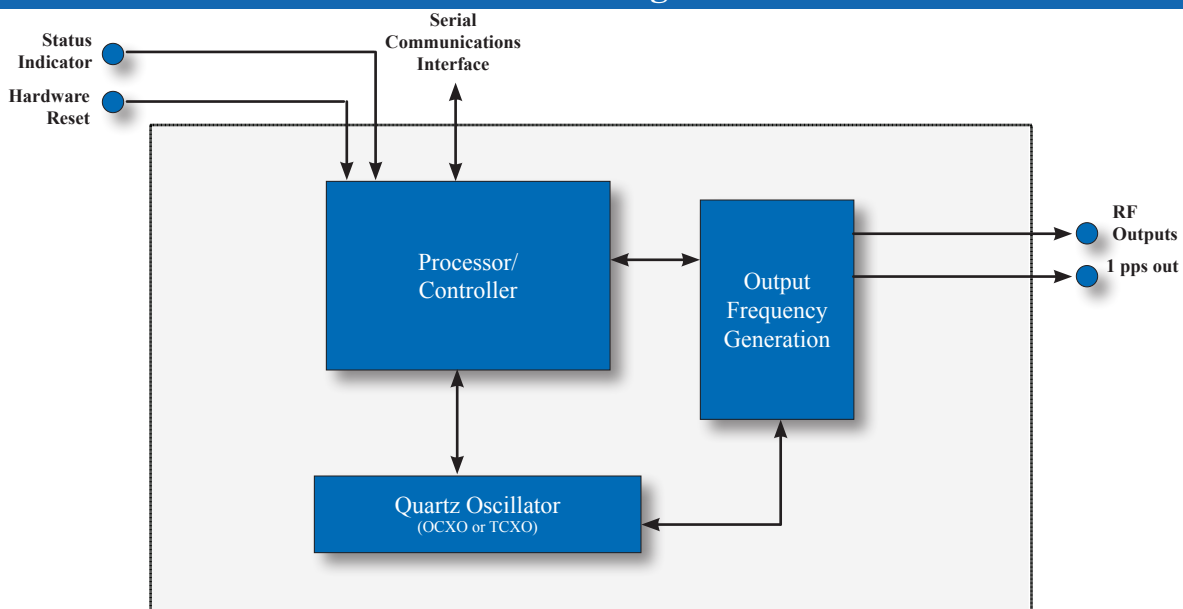 Serial
Communications
Interface
Status
Indicator
Hardware
Reset
Processor/
Controller
Output
Frequency
Generation
RF
Outputs
1 pps out
Quartz Oscillator
(OCXO or TCXO)